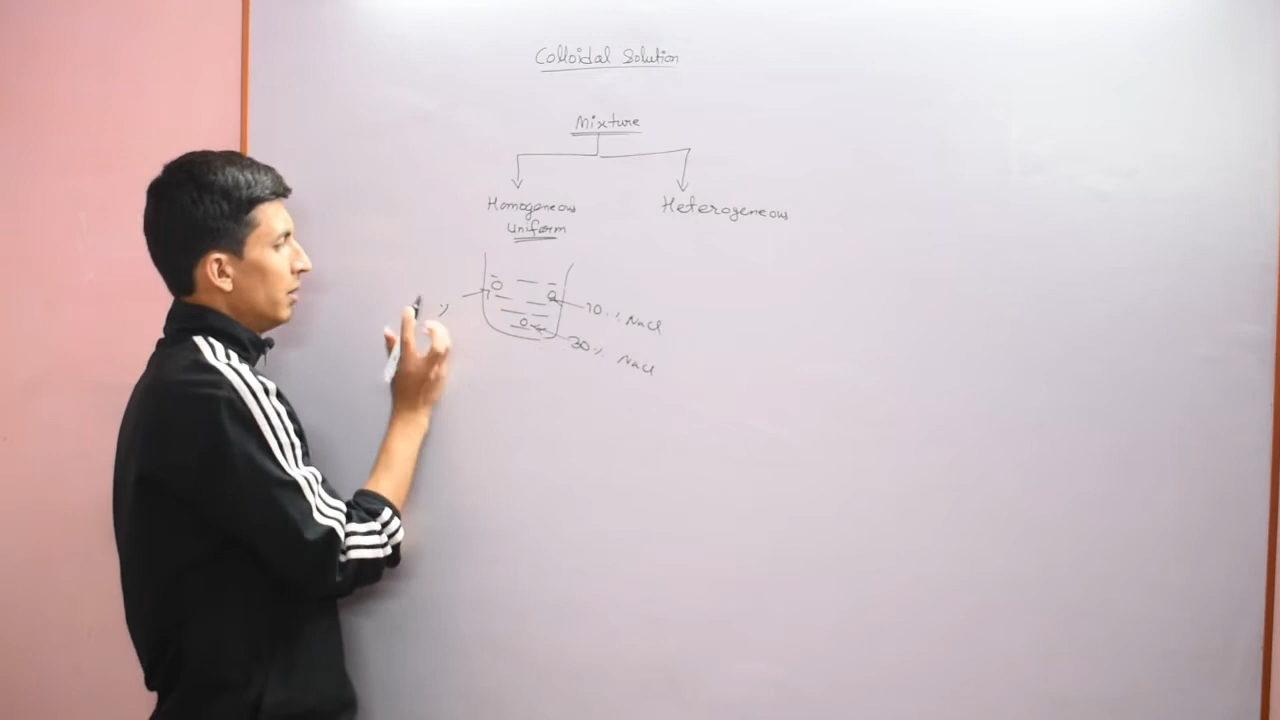 Colloidal Solution
Mixture
Homogeneous
Heterogeneous
Uniform
%
10% NaCl
30% NaCl